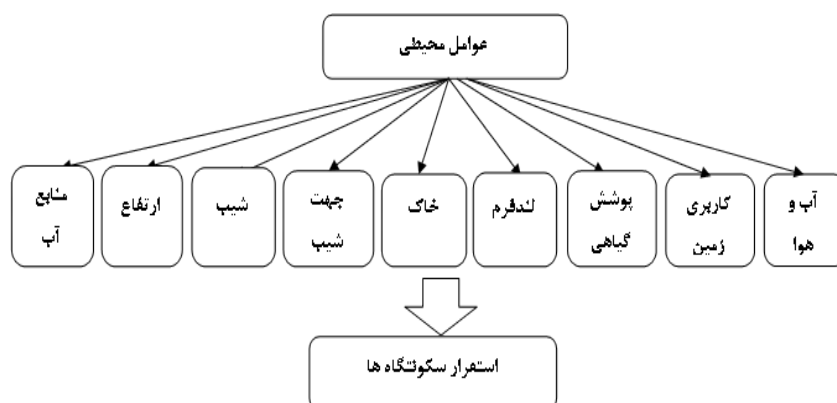 عوامل محیطی
آب و
هوا
کاربری
زمین
پوشش
گیاهی
لندفرم
خاک
جهت
شیب
شیب
ارتفاع
منابع
آب
استقرار سکونتگاه ها